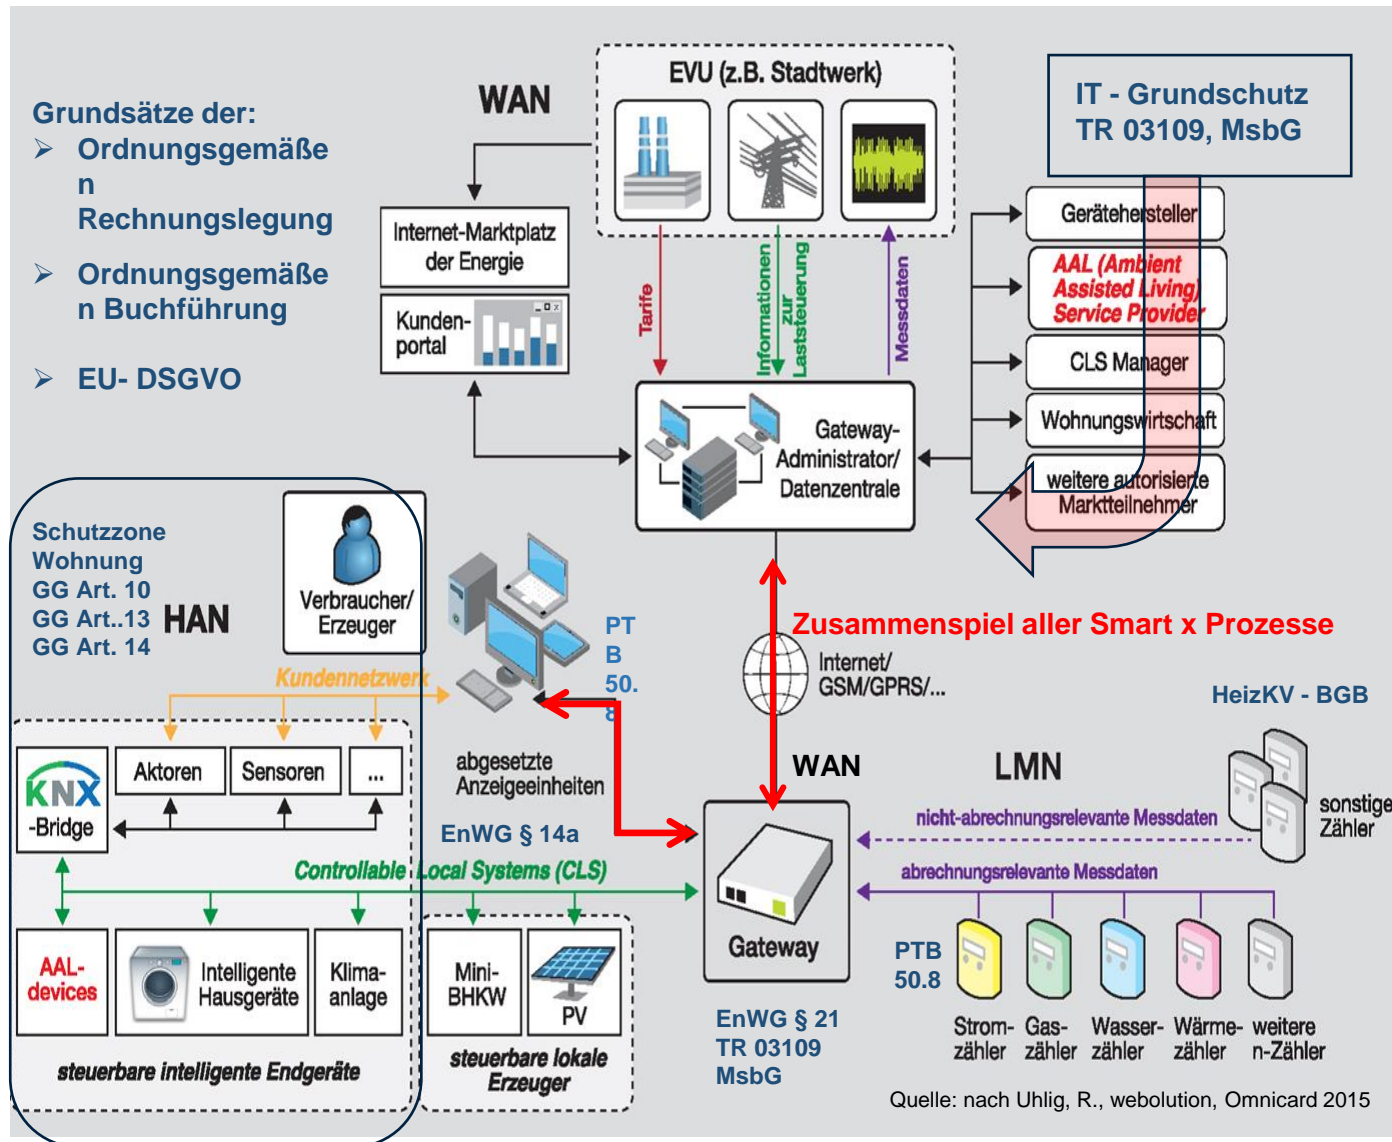 EVU (z.B. Stadtwerk)
WAN
IT - Grundschutz
TR 03109, MsbG
Grundsätze der:
➢ Ordnungsgemäße
n
Rechnungslegung
➢ Ordnungsgemäße
n Buchführung
➢ EU- DSGVO
Internet-Marktplatz
der Energie
Kunden-
portal
Tarife
Informationen
zur
Laststeuerung
Messdaten
Gerätehersteller
AAL (Ambient
Assisted Living)
Service Provider
CLS Manager
Wohnungswirtschaft
weitere autorisierte
Marktteilnehmer
Gateway-
Administrator/
Datenzentrale
Schutzzone
Wohnung
GG Art. 10
GG Art..13
GG Art. 14
HAN
Verbraucher/
Erzeuger
PT
B
50.
8
Zusammenspiel aller Smart x Prozesse
Internet/
GSM/GPRS/...
Kundennetzwerk
HeizKV - BGB
KNX
-Bridge
Aktoren
Sensoren
...
abgesetzte
Anzeigeeinheiten
WAN
LMN
nicht-abrechnungsrelevante Messdaten
sonstige
Zähler
EnWG § 14a
Controllable Local Systems (CLS)
abrechnungsrelevante Messdaten
Gateway
AAL-
devices
Intelligente
Hausgeräte
Klima-
anlage
Mini-
BHKW
PV
PTB
50.8
steuerbare intelligente Endgeräte
steuerbare lokale
Erzeuger
EnWG § 21
TR 03109
MsbG
Strom-
zähler
Gas-
zähler
Wasser-
zähler
Wärme-
zähler
weitere
n-Zähler
Quelle: nach Uhlig, R., webolution, Omnicard 2015